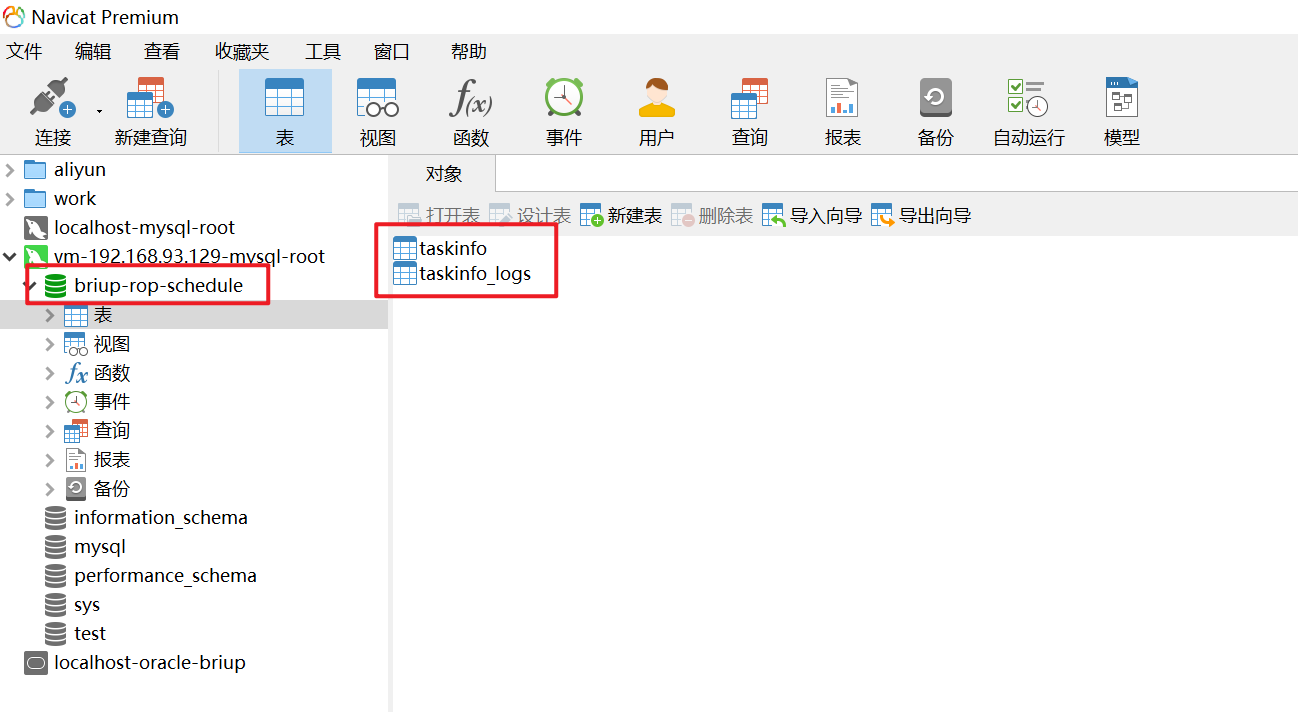 Navicat Premium
文件 编辑 查看 收藏夹 工具 窗口 帮助
连接 新建查询 表 视图 函数 事件 用户 查询 报表 备份 自动运行 模型
aliyun
work
localhost-mysql-root
vm-192.168.93.129-mysql-root
briup-rop-schedule
表
视图
函数
事件
查询
报表
备份
information_schema
mysql
performance_schema
sys
test
localhost-oracle-briup
对象
打开表 设计表 新建表 删除表 导入向导 导出向导
taskinfo
taskinfo_logs